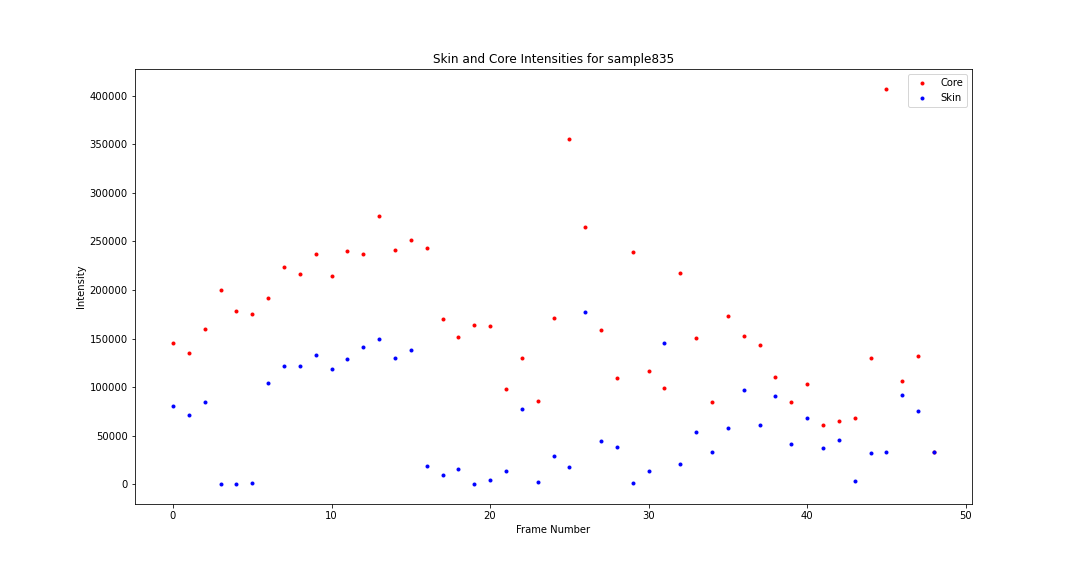 Skin and Core Intensities for sample835
Core
Skin
400000
350000
300000
250000
200000
150000
100000
50000
0
Intensity
0 10 20 30 40 50
Frame Number